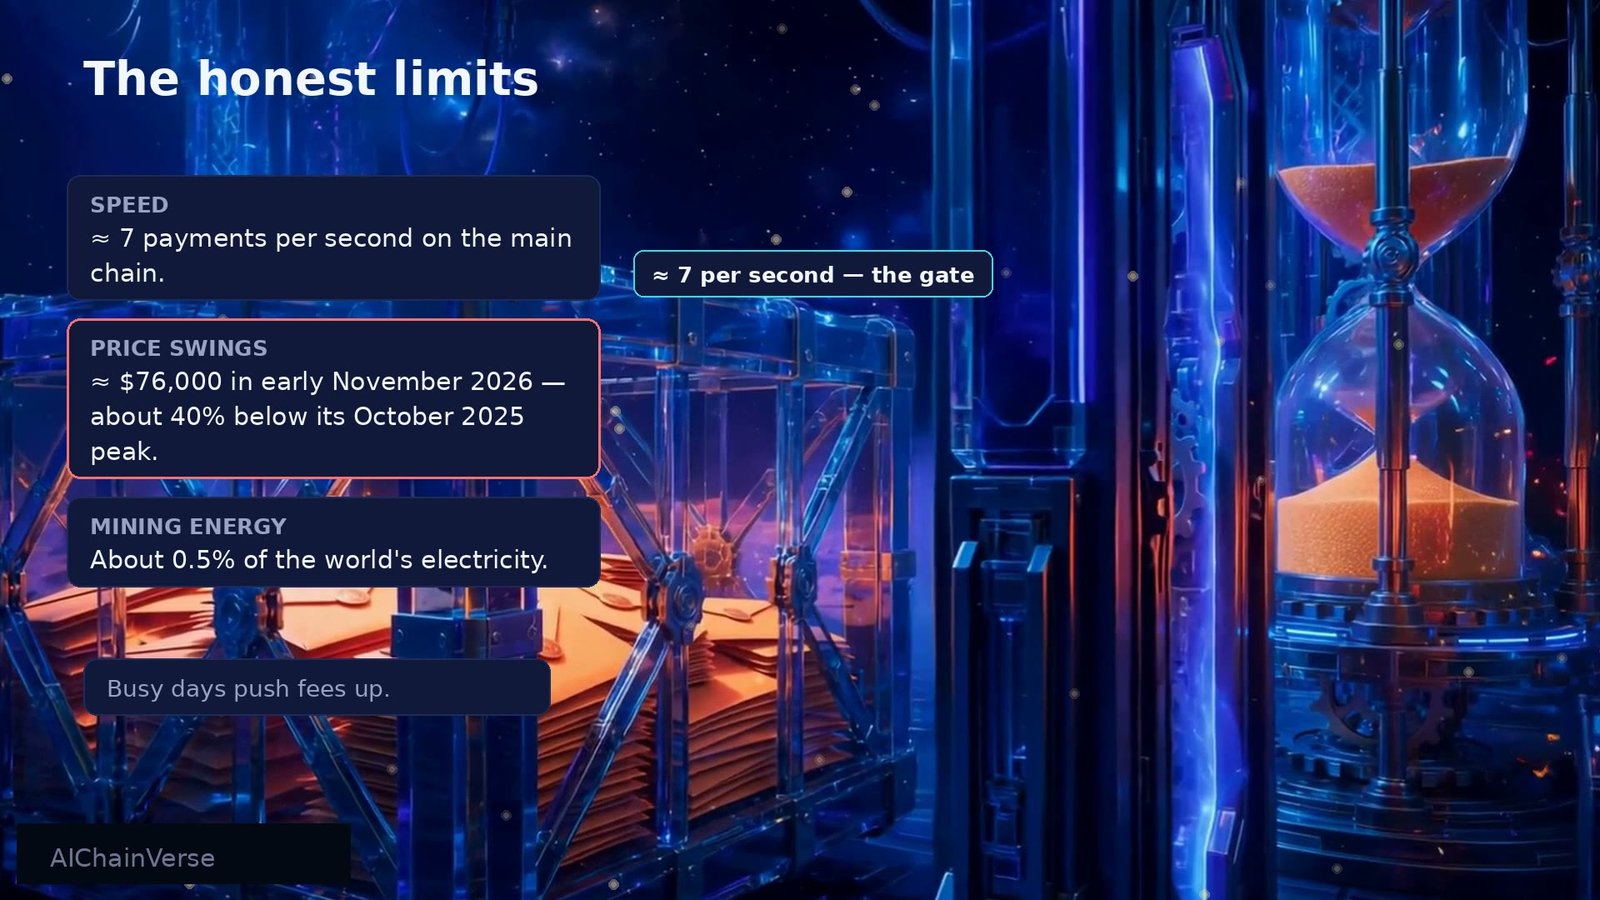 The honest limits
SPEED
≈ 7 payments per second on the main
chain.
≈ 7 per second — the gate
PRICE SWINGS
≈ $76,000 in early November 2026 —
about 40% below its October 2025
peak.
MINING ENERGY
About 0.5% of the world's electricity.
Busy days push fees up.
AIChainVerse